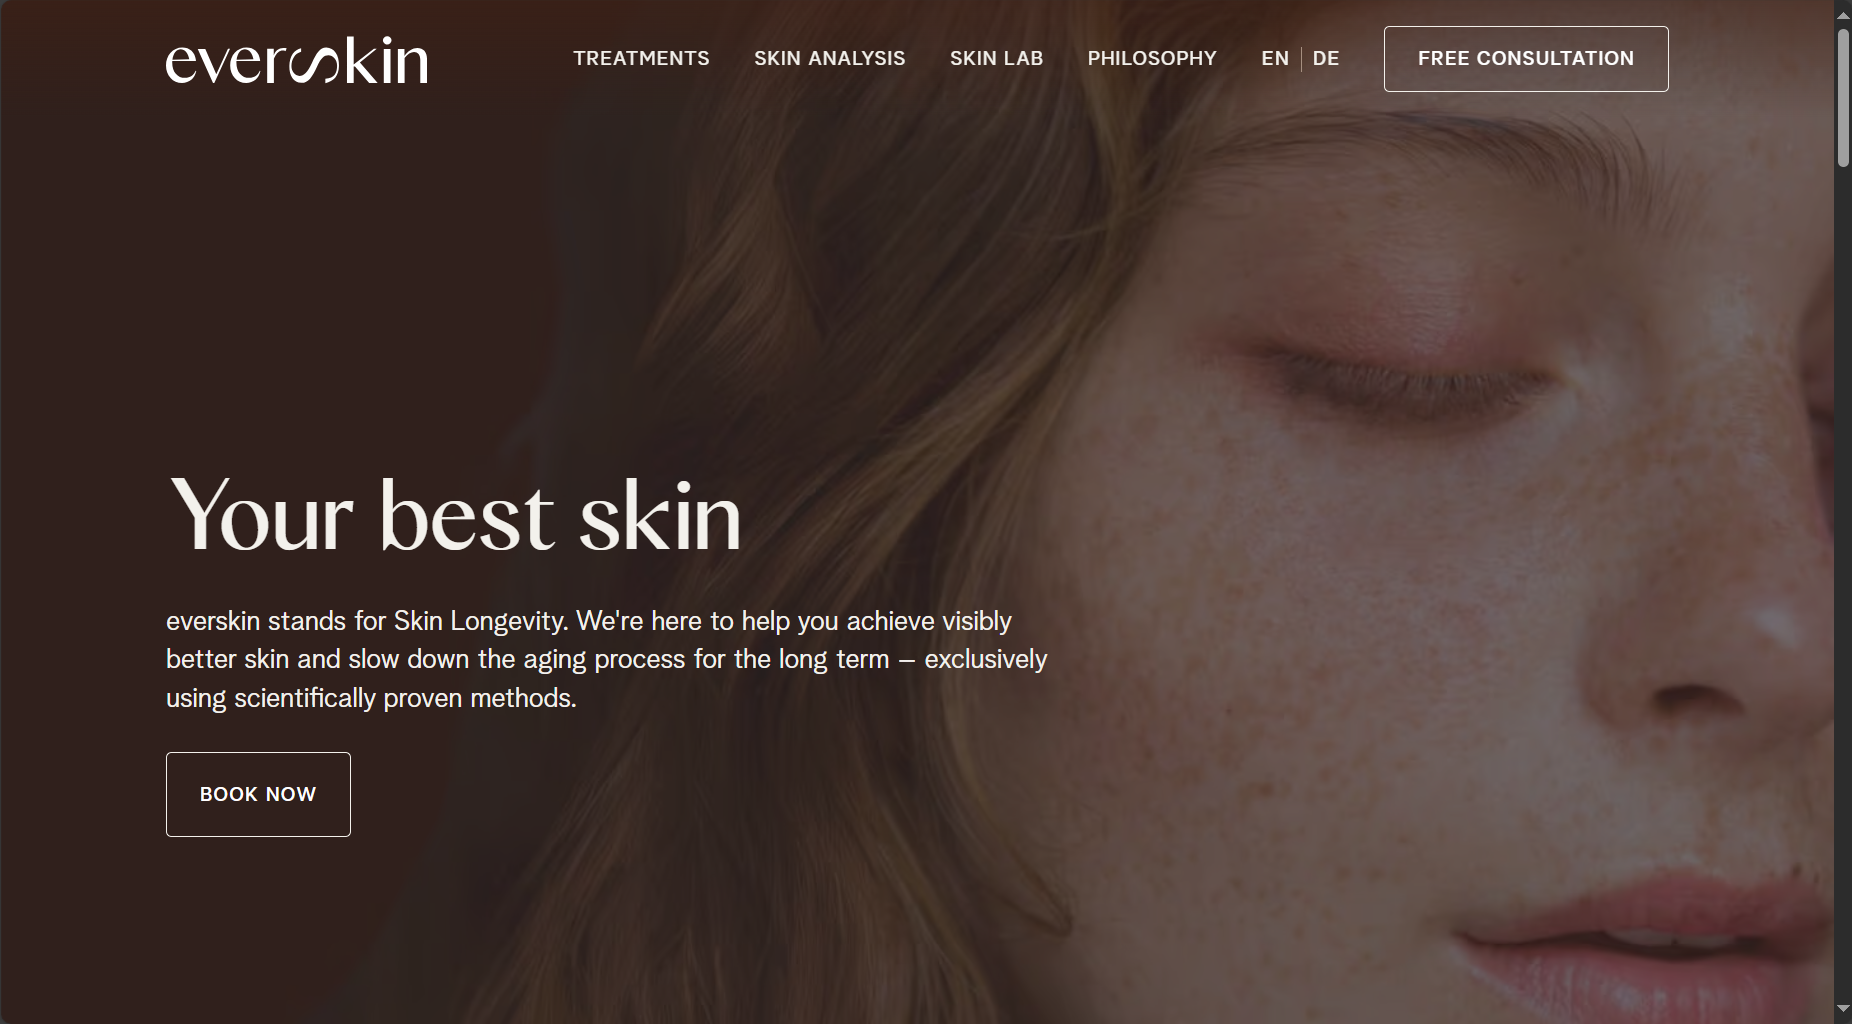 everskin
TREATMENTS
SKIN ANALYSIS
SKIN LAB
PHILOSOPHY
EN
DE
FREE CONSULTATION
Your best skin
everskin stands for Skin Longevity. We're here to help you achieve visibly
better skin and slow down the aging process for the long term – exclusively
using scientifically proven methods.
BOOK NOW